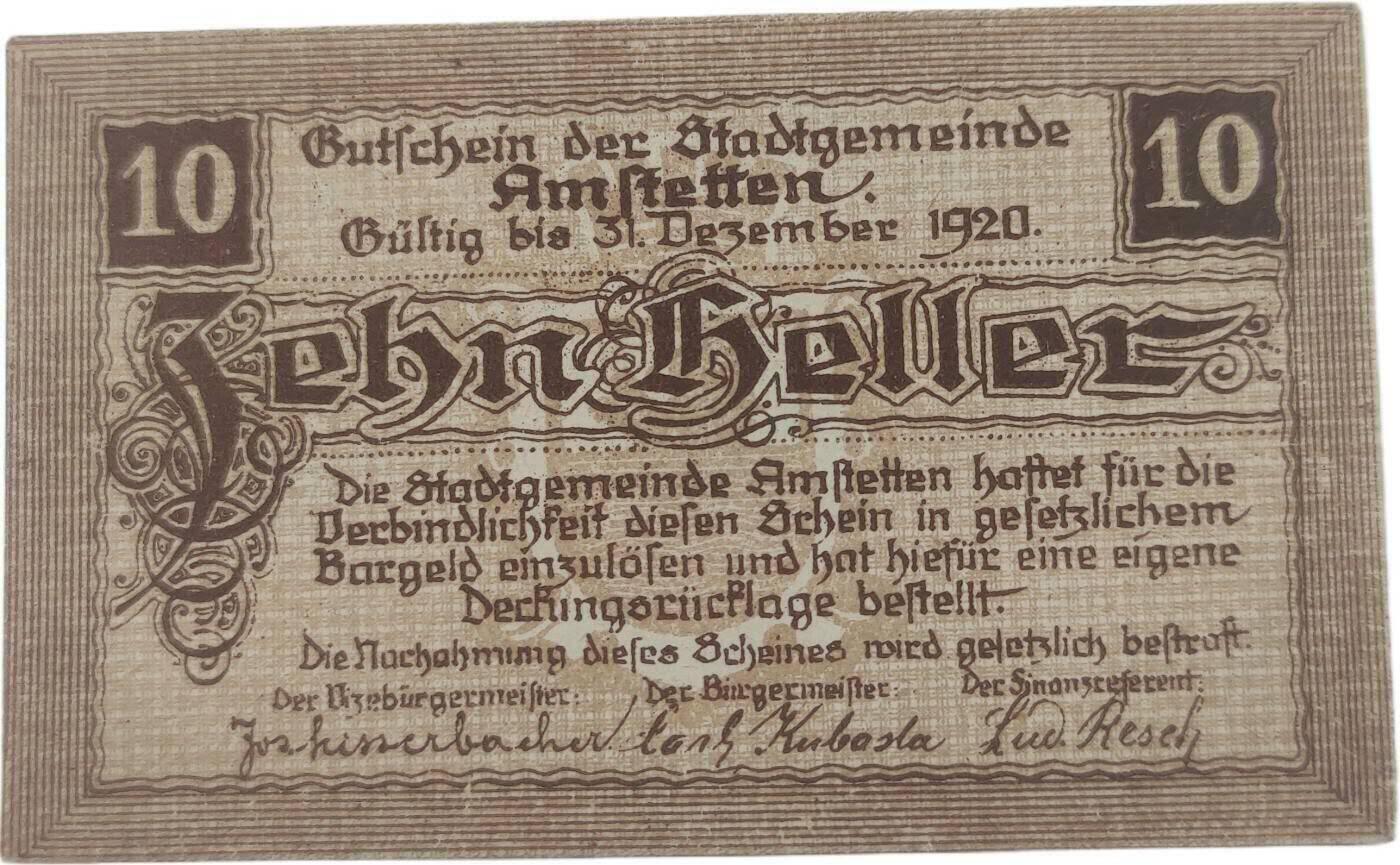 10
10
Gutschein der Stadtgemeinde
Amstetten.
Gültig bis 31. Dezember 1920.
Zehn Heller
Die Stadtgemeinde Amstetten haftet für die
Verbindlichkeit diesen Schein in gesetzlichem
Bargeld einzulösen und hat hiefür eine eigene
Deckungsrücklage bestellt.
Die Nachahmung dieses Scheines wird gesetzlich bestraft.
Der Vizebürgermeister: Der Bürgermeister: Der Finanzreferent:
Jos. Kubasta Lud. Resch